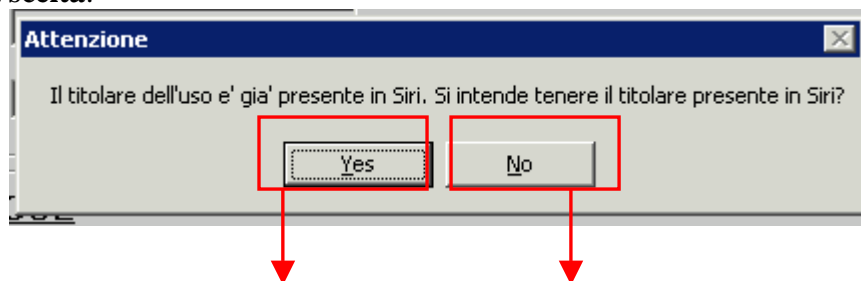 Attenzione
Il titolare dell'uso e' gia' presente in Siri. Si intende tenere il titolare presente in Siri?
Yes
No